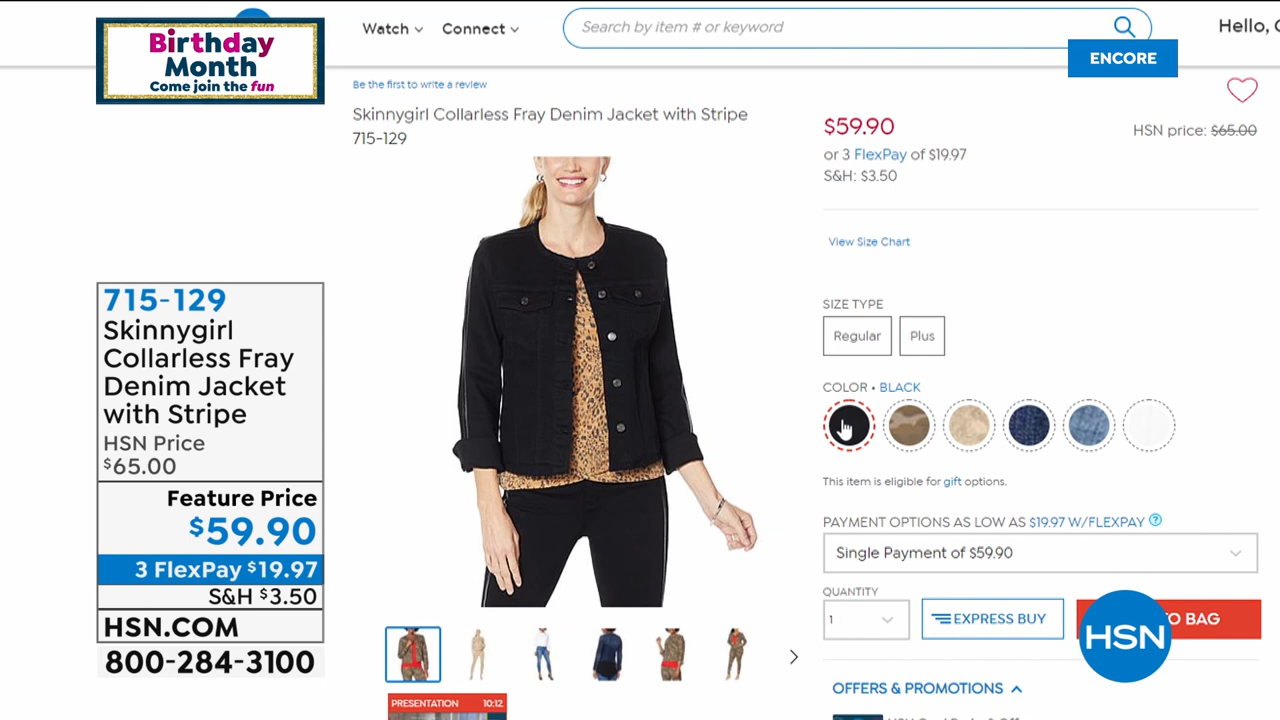 Birthday
Month
Come join the fun
Watch
Connect
Search by item # or keyword
Hello,
ENCORE
Be the first to write a review
Skinnygirl Collarless Fray Denim Jacket with Stripe
715-129
$59.90
HSN price: $65.00
or 3 FlexPay of $19.97
S&H: $3.50
View Size Chart
SIZE TYPE
Regular
Plus
COLOR • BLACK
This item is eligible for gift options.
PAYMENT OPTIONS AS LOW AS $19.97 W/FLEXPAY ?
Single Payment of $59.90
QUANTITY
1
EXPRESS BUY
TO BAG
HSN
OFFERS & PROMOTIONS
715-129
Skinnygirl
Collarless Fray
Denim Jacket
with Stripe
HSN Price
$65.00
Feature Price
$59.90
3 FlexPay $19.97
S&H $3.50
HSN.COM
800-284-3100
PRESENTATION 10:12